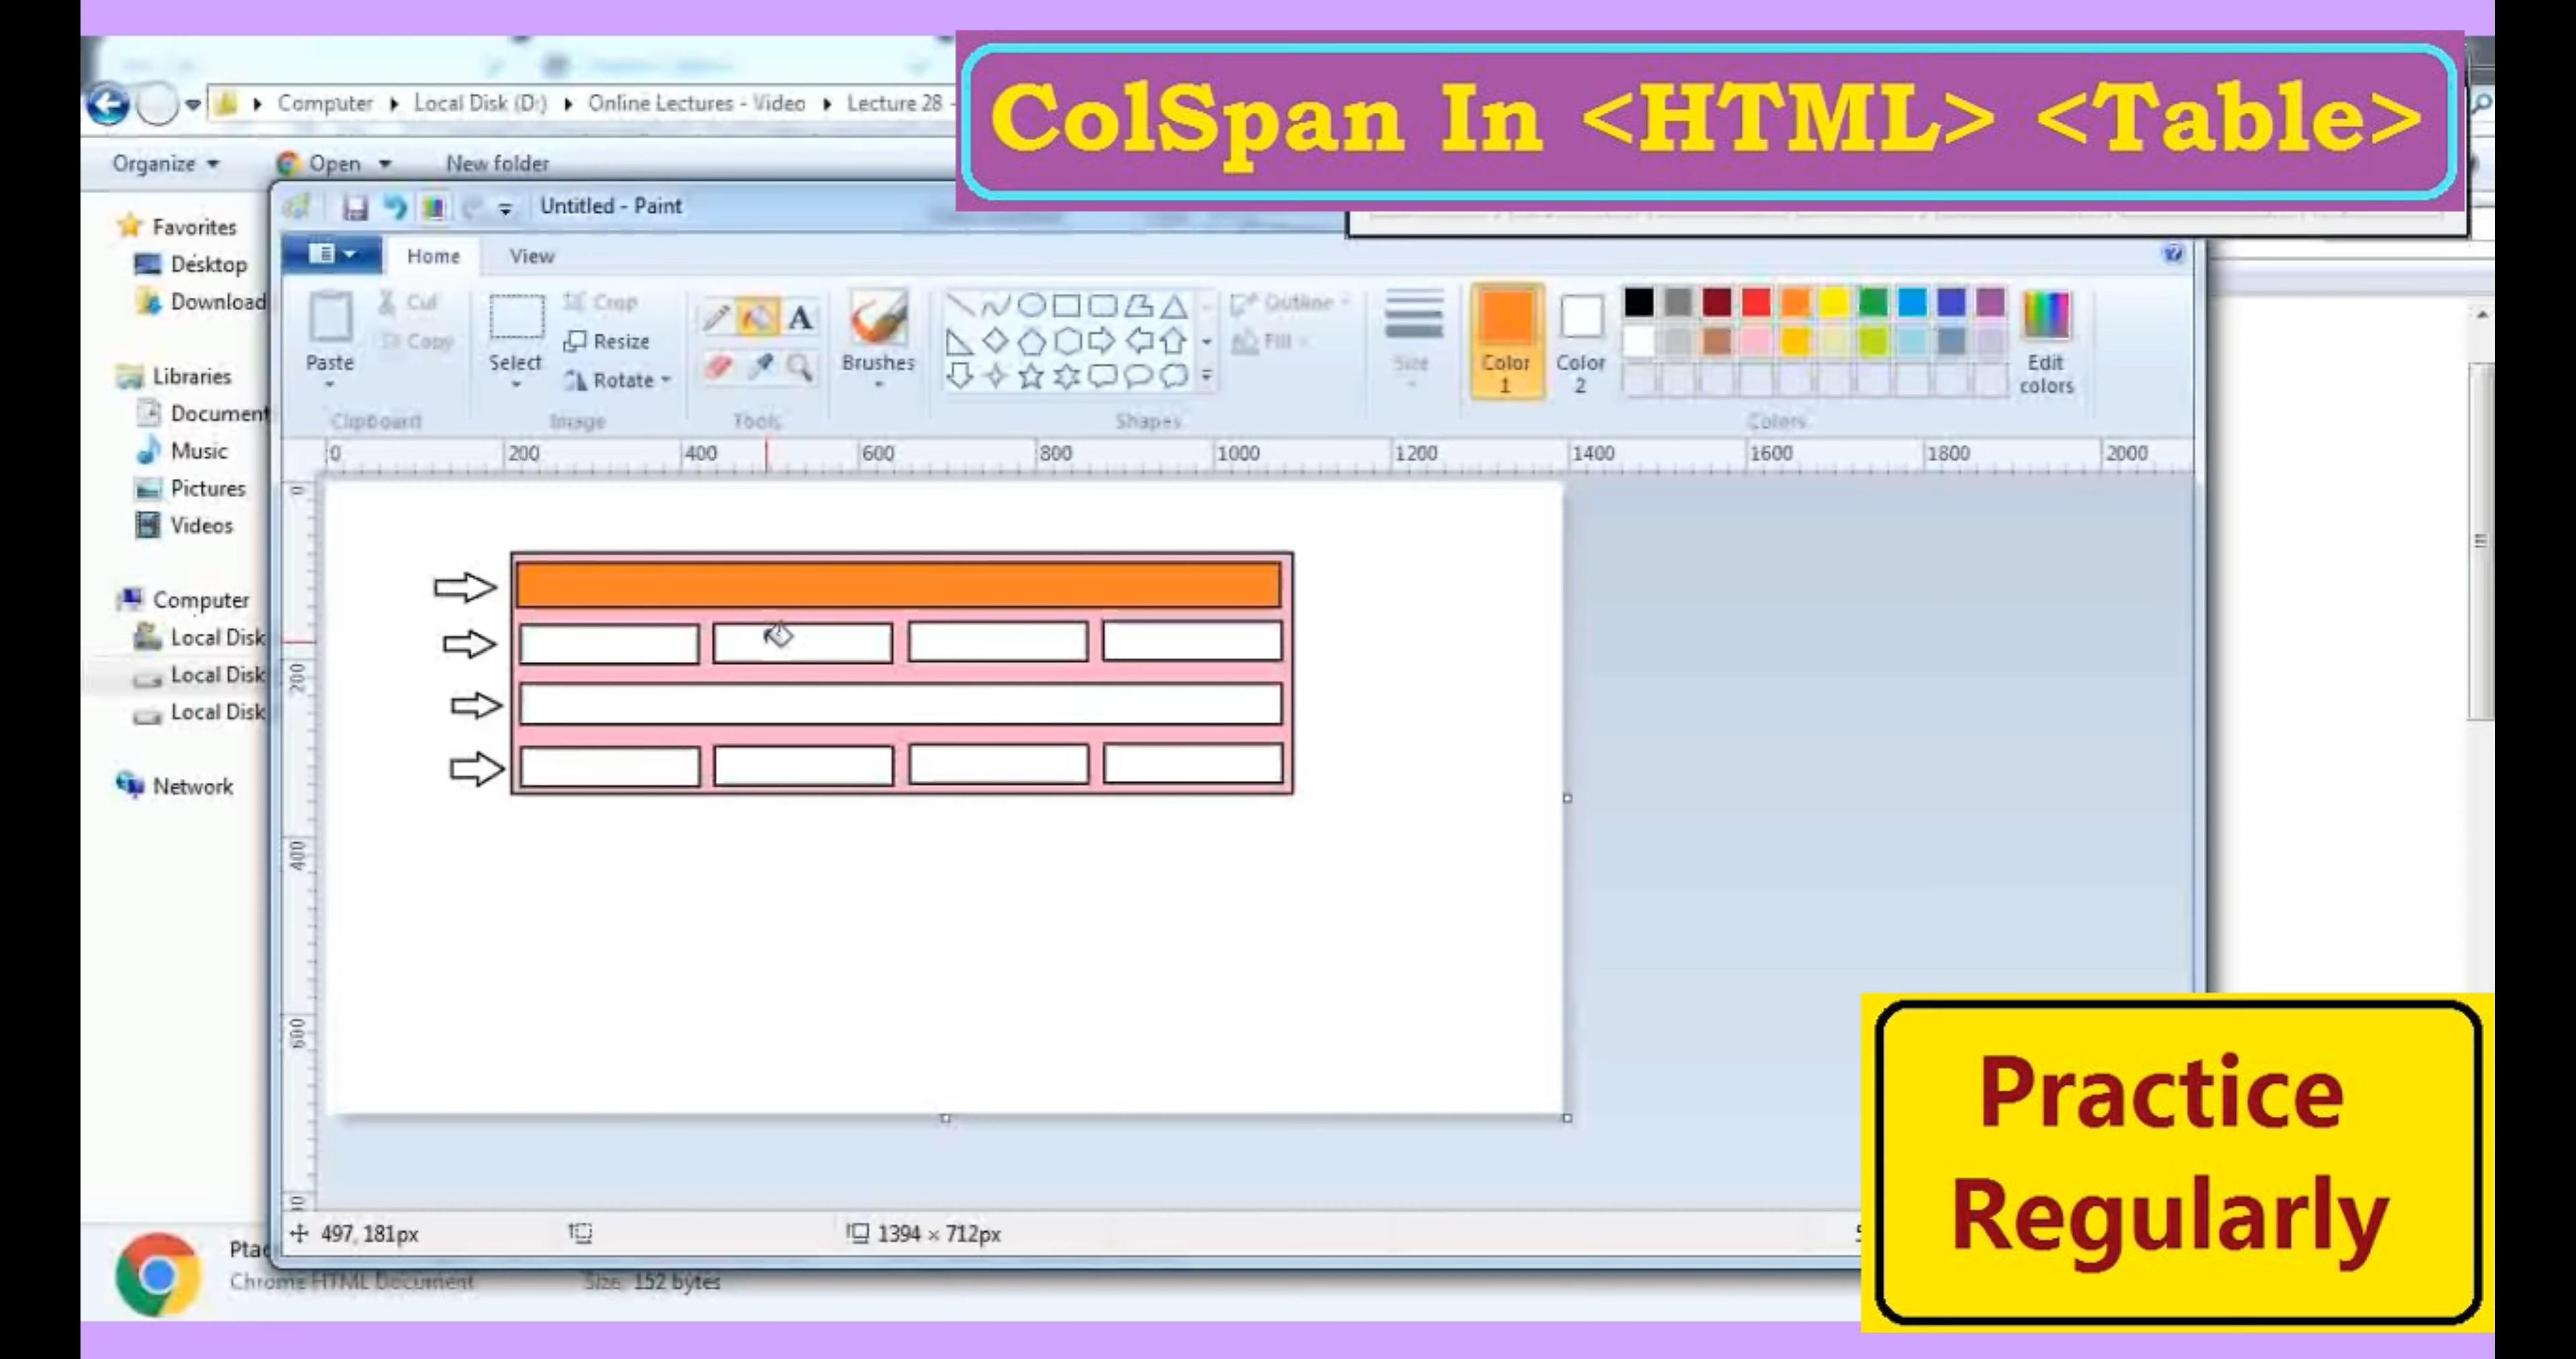 ColSpan In <HTML> <Table>
Computer Local Disk (D:) Online Lectures - Video Lecture 28 -
Organize Open New folder
Untitled - Paint
Home View
Favorites
Desktop
Download
Libraries
Document
Music
Pictures
Videos
Computer
Local Disk
Local Disk
Local Disk
Network
Paste
Cut
Copy
Clipboard
Select
Crop
Resize
Rotate
Image
A
Tools
Brushes
Shapes
Outline
Fill
Size
Color
1
Color
2
Edit
colors
Colors
0 200 400 600 800 1000 1200 1400 1600 1800 2000
0
200
400
600
497, 181px
1394 × 712px
Chrome HTML Document Size: 152 bytes
Practice
Regularly